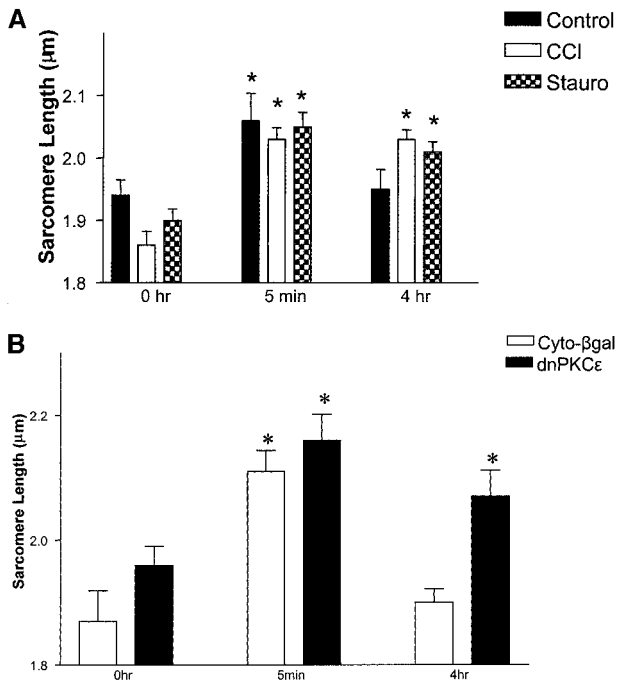 A
Control
CCI
Stauro
Sarcomere Length (μm)
2.1
2.0
1.9
1.8
* * *
* *
0 hr 5 min 4 hr
B
Cyto-βgal
dnPKCε
Sarcomere Length (μm)
2.2
2.0
1.8
* *
*
0hr 5min 4hr